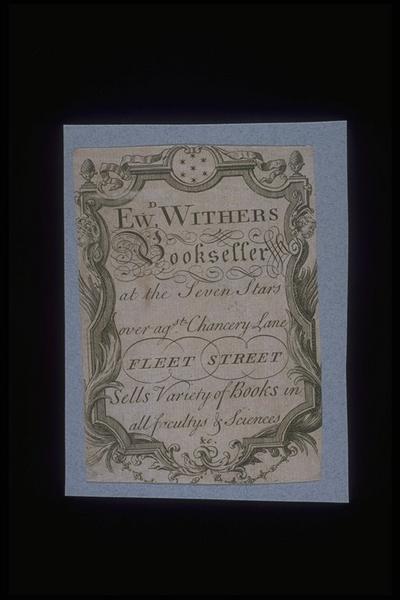 EW.D WITHERS
Bookseller
at the Seven Stars
over agst. Chancery Lane
FLEET STREET
Sells Variety of Books in
all facultys & Sciences
&c.